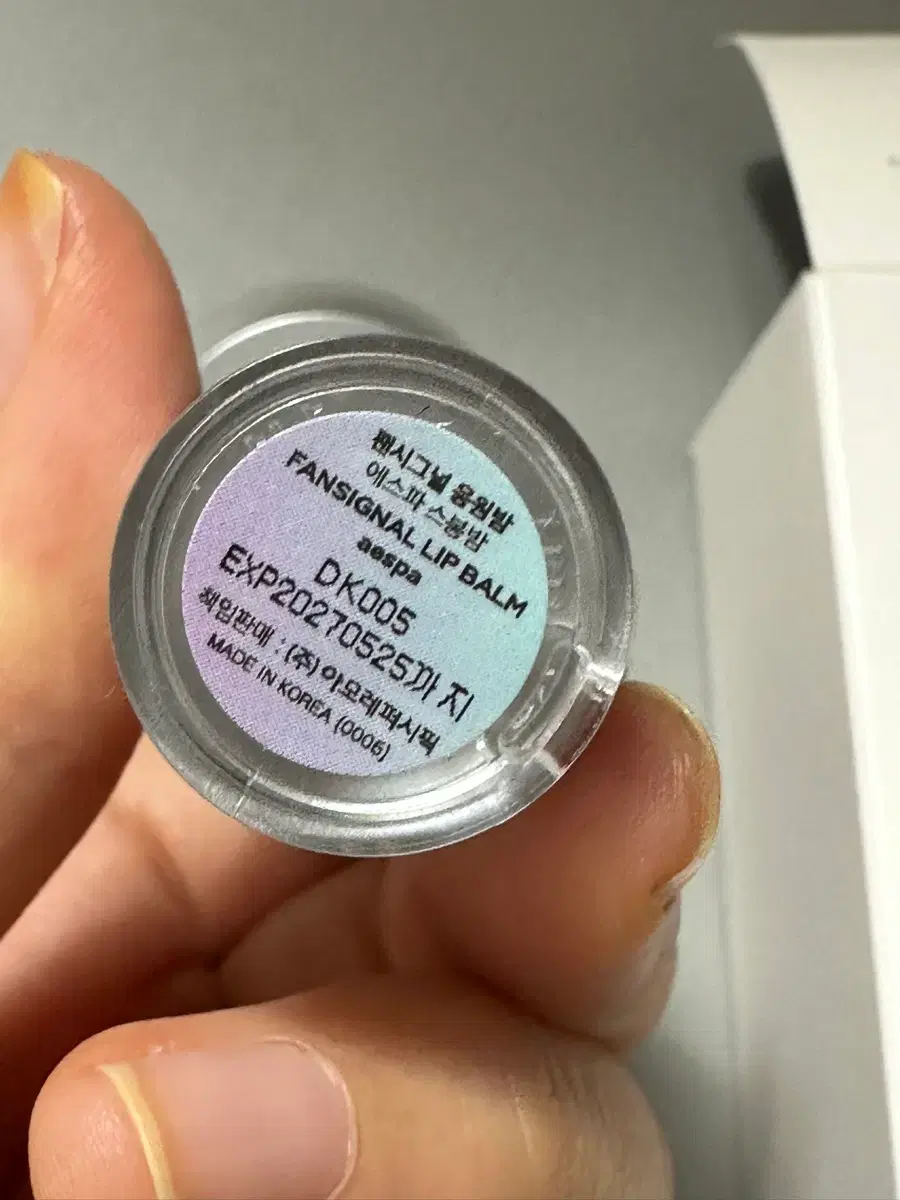 팬시그널 응원밤
에스파 스봉밤
FANSIGNAL LIP BALM
aespa
DK005
EXP20270525까지
책임판매 : (주)아모레퍼시픽
MADE IN KOREA (0006)